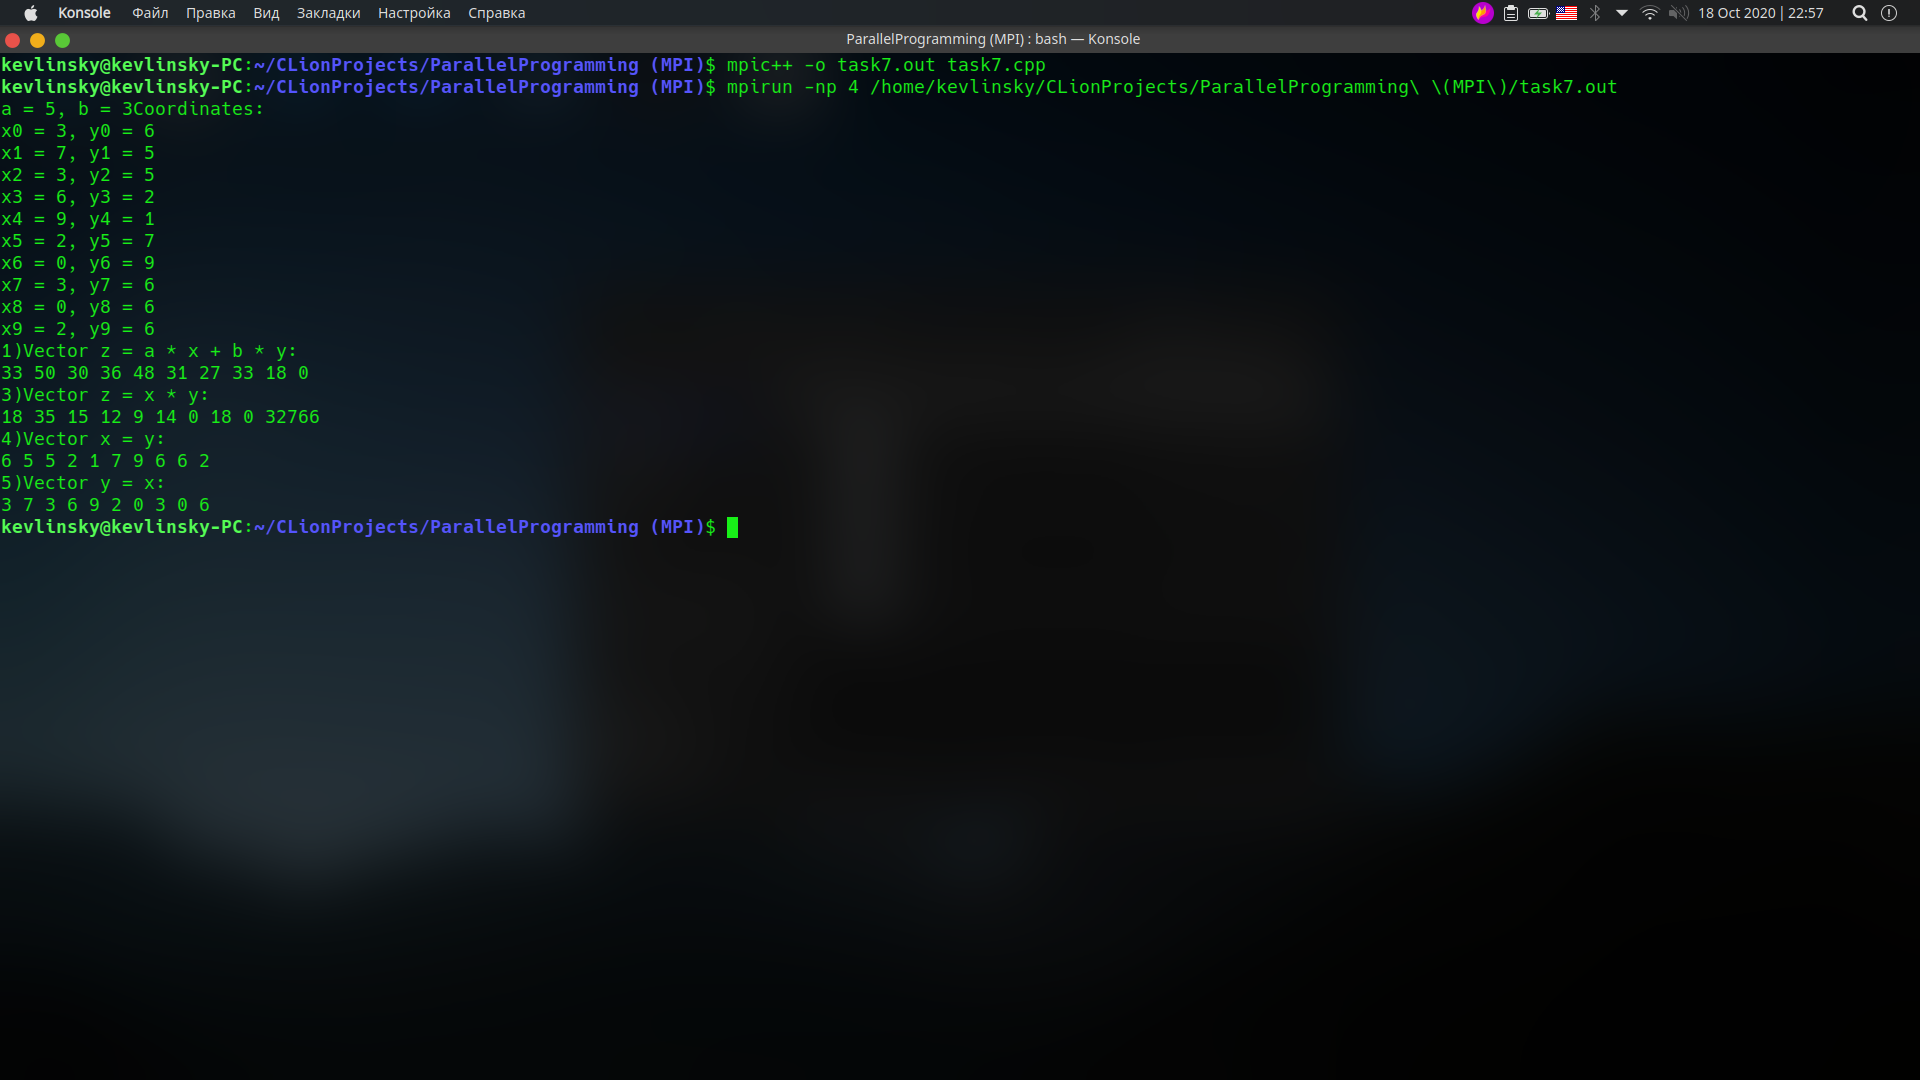 Konsole Файл Правка Вид Закладки Настройка Справка 18 Oct 2020 | 22:57
ParallelProgramming (MPI) : bash — Konsole
kevlinsky@kevlinsky-PC:~/CLionProjects/ParallelProgramming (MPI)$ mpic++ -o task7.out task7.cpp
kevlinsky@kevlinsky-PC:~/CLionProjects/ParallelProgramming (MPI)$ mpirun -np 4 /home/kevlinsky/CLionProjects/ParallelProgramming\ \(MPI\)/task7.out
a = 5, b = 3Coordinates:
x0 = 3, y0 = 6
x1 = 7, y1 = 5
x2 = 3, y2 = 5
x3 = 6, y3 = 2
x4 = 9, y4 = 1
x5 = 2, y5 = 7
x6 = 0, y6 = 9
x7 = 3, y7 = 6
x8 = 0, y8 = 6
x9 = 2, y9 = 6
1)Vector z = a * x + b * y:
33 50 30 36 48 31 27 33 18 0
3)Vector z = x * y:
18 35 15 12 9 14 0 18 0 32766
4)Vector x = y:
6 5 5 2 1 7 9 6 6 2
5)Vector y = x:
3 7 3 6 9 2 0 3 0 6
kevlinsky@kevlinsky-PC:~/CLionProjects/ParallelProgramming (MPI)$